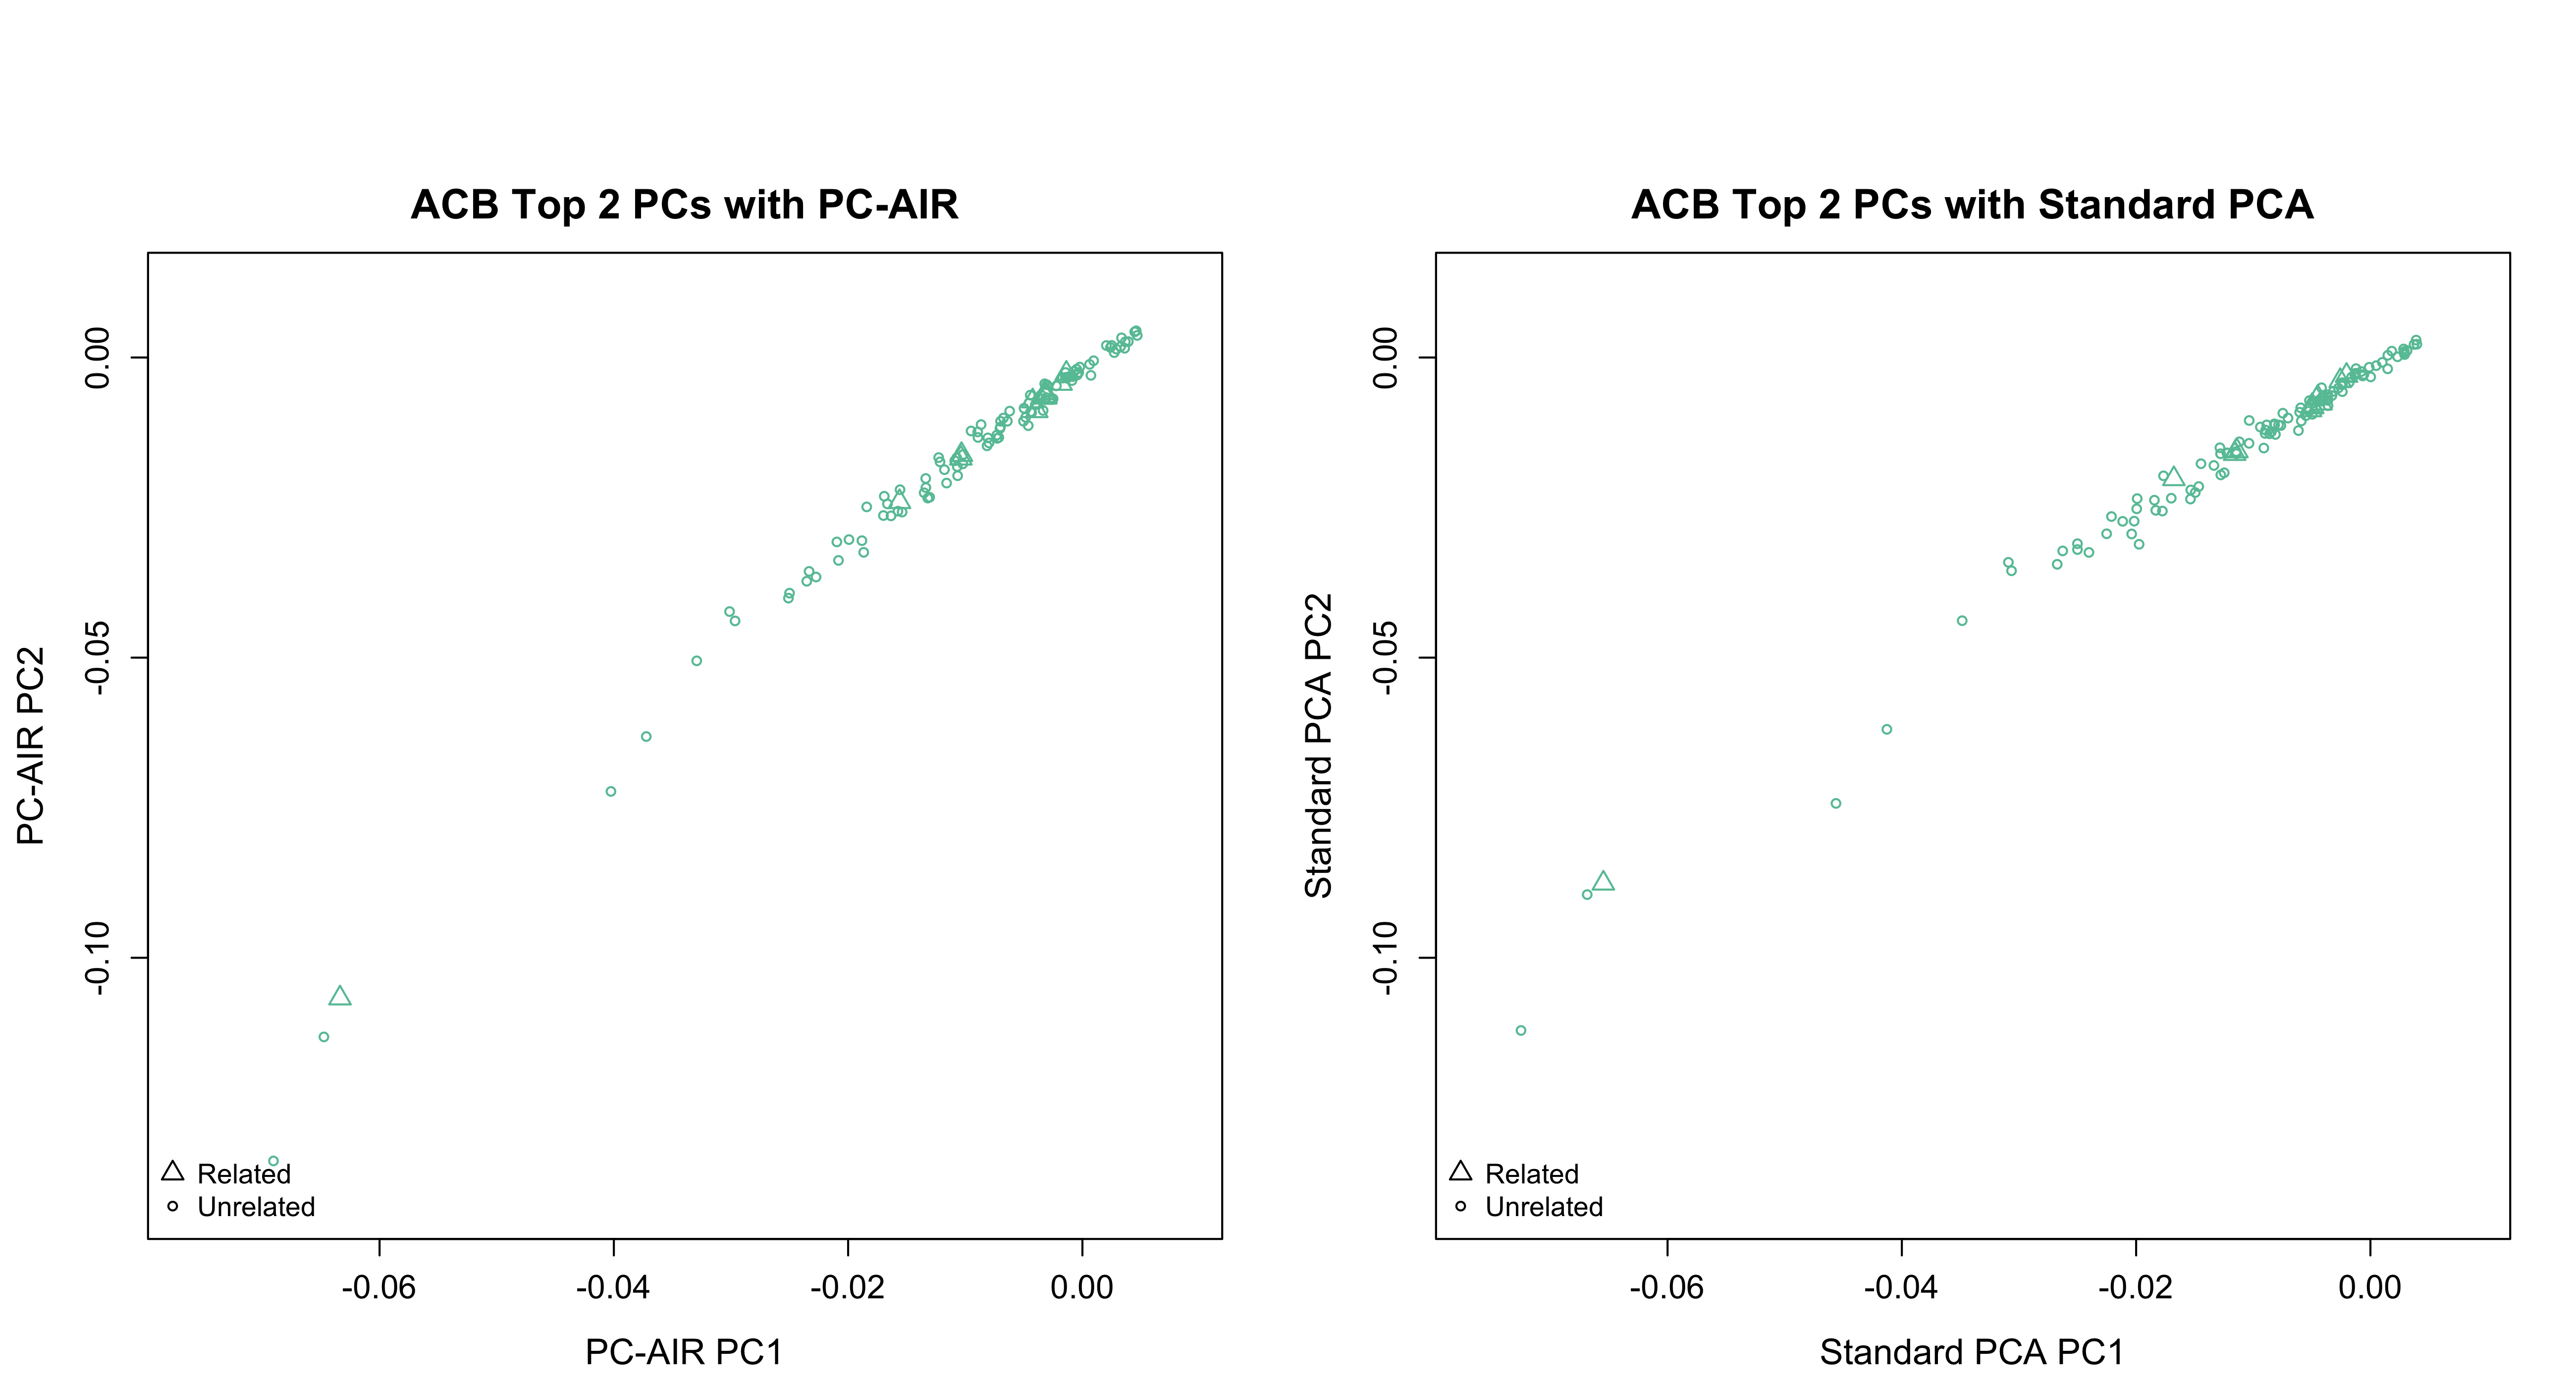 ACB Top 2 PCs with PC-AIR
PC-AIR PC2
0.00
-0.05
-0.10
Related
Unrelated
-0.06 -0.04 -0.02 0.00
PC-AIR PC1
ACB Top 2 PCs with Standard PCA
Standard PCA PC2
0.00
-0.05
-0.10
Related
Unrelated
-0.06 -0.04 -0.02 0.00
Standard PCA PC1